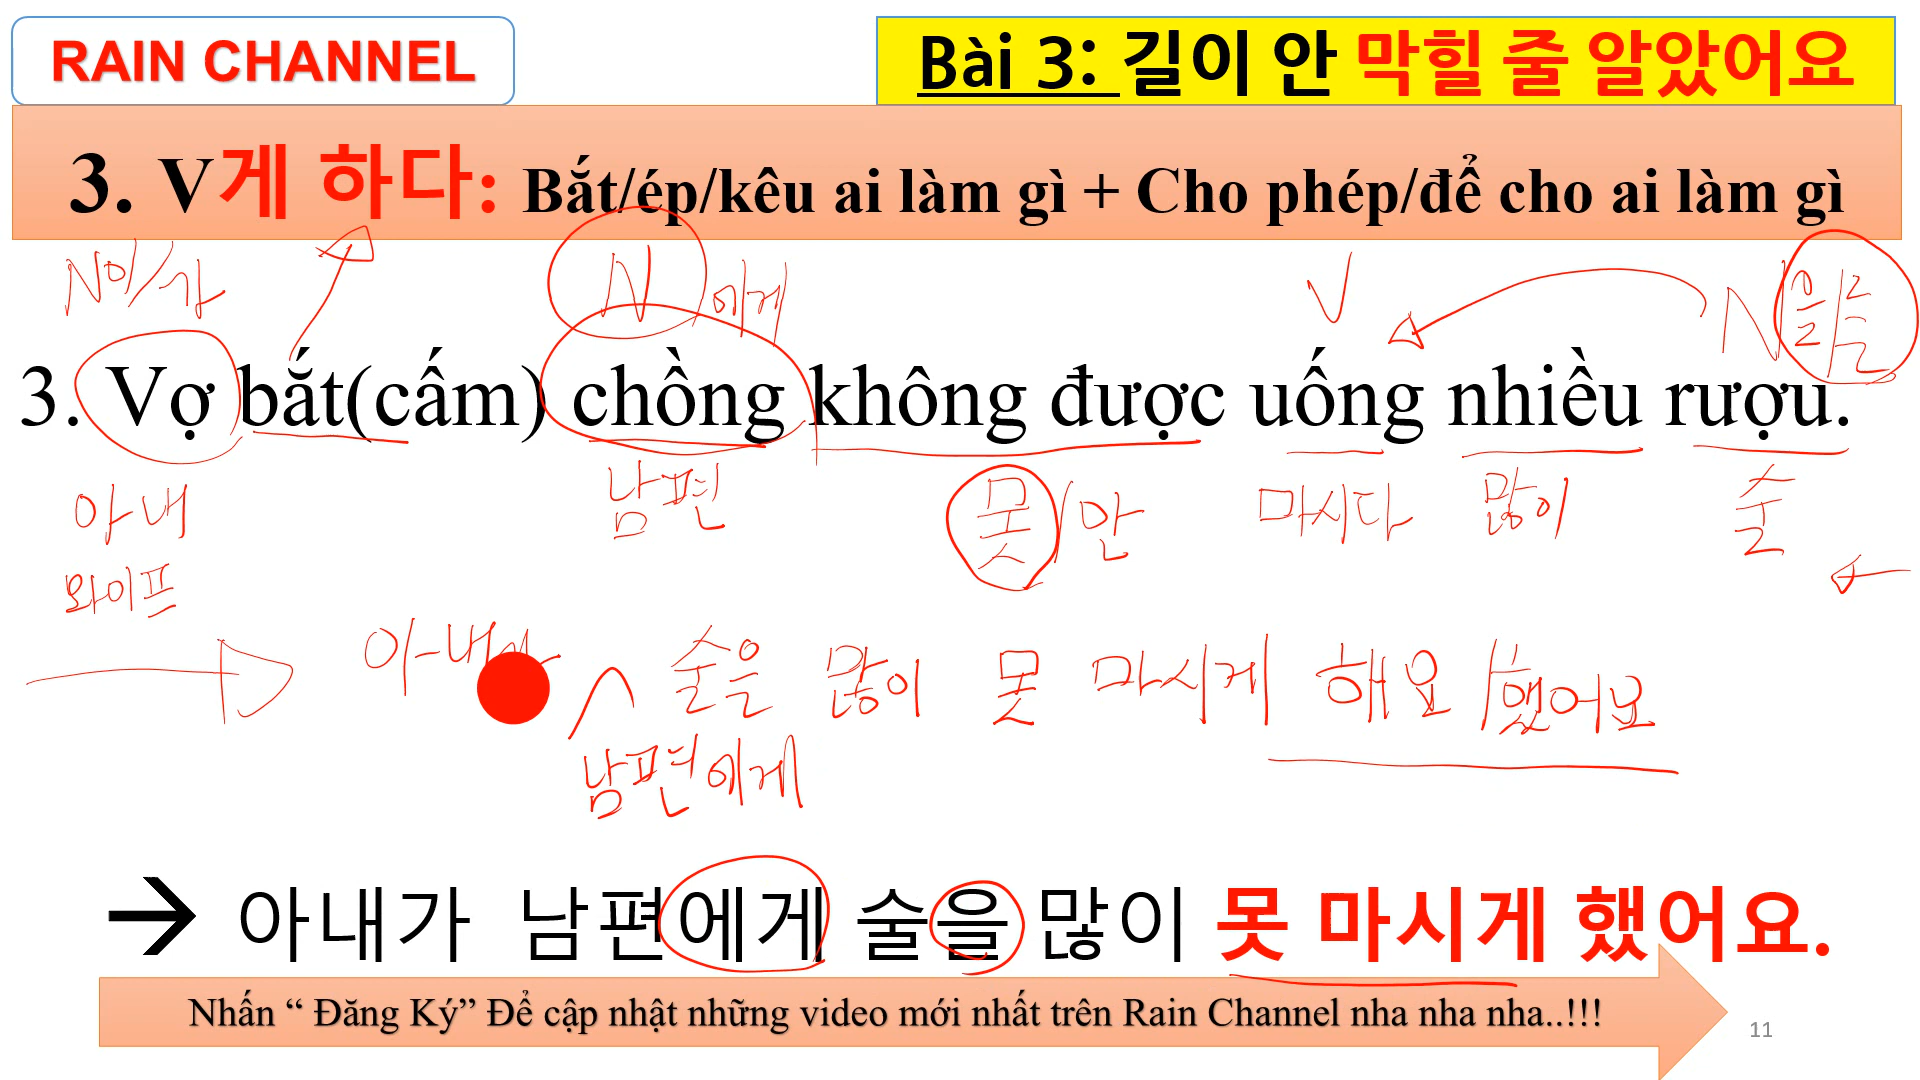 RAIN CHANNEL
Bài 3: 길이 안 막힐 줄 알았어요
3. V게 하다: Bắt/ép/kêu ai làm gì + Cho phép/để cho ai làm gì
N이/가 N 에게 V N을/를
3. Vợ bắt(cấm) chồng không được uống nhiều rượu.
아내 남편 못/안 마시다 많이 술
와이프
아내가 술을 많이 못 마시게 해요 / 했어요
남편에게
→ 아내가 남편에게 술을 많이 못 마시게 했어요.
Nhấn “ Đăng Ký” Để cập nhật những video mới nhất trên Rain Channel nha nha nha..!!!
11